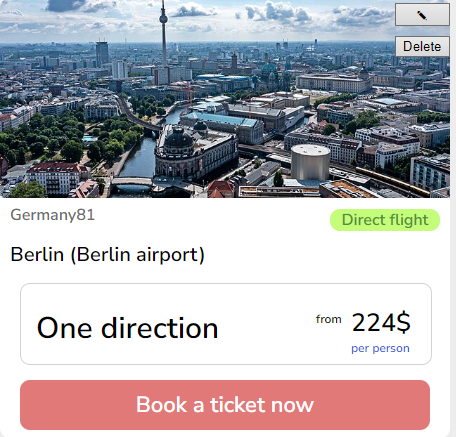 Delete
Germany81
Direct flight
Berlin (Berlin airport)
One direction
from 224$
per person
Book a ticket now